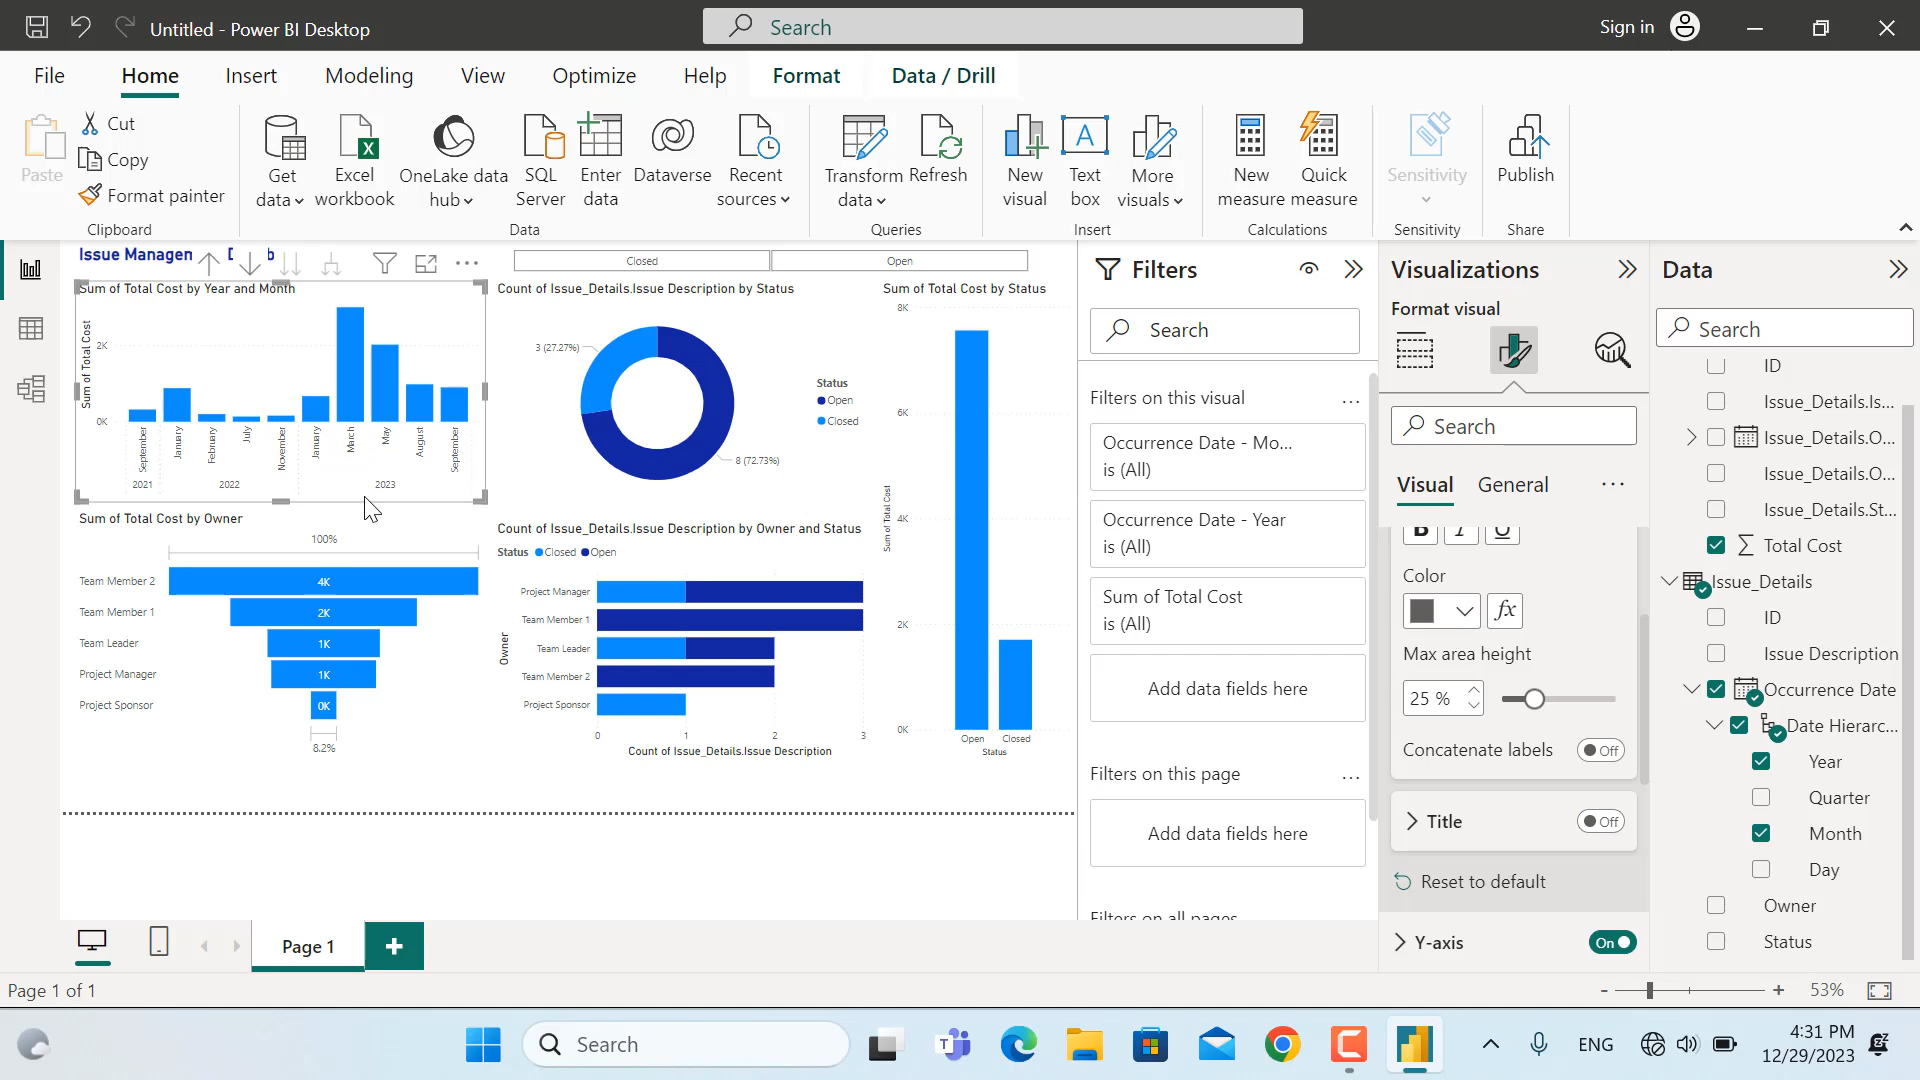 Untitled - Power BI Desktop
Search
Sign in
File
Home
Insert
Modeling
View
Optimize
Help
Format
Data / Drill
Paste
Cut
Copy
Format painter
Clipboard
Get data
Excel workbook
OneLake data hub
SQL Server
Enter data
Dataverse
Recent sources
Data
Transform data
Refresh
Queries
New visual
Text box
More visuals
Insert
New measure
Quick measure
Calculations
Sensitivity
Sensitivity
Publish
Share
Issue Managen
Closed
Open
Sum of Total Cost by Year and Month
Sum of Total Cost
2K
0K
September
January
February
July
November
January
March
May
August
September
2021
2022
2023
Count of Issue_Details.Issue Description by Status
3 (27.27%)
8 (72.73%)
Status
Open
Closed
Sum of Total Cost by Status
8K
6K
4K
2K
0K
Sum of Total Cost
Open
Closed
Status
Sum of Total Cost by Owner
100%
Team Member 2
4K
Team Member 1
2K
Team Leader
1K
Project Manager
1K
Project Sponsor
0K
8.2%
Count of Issue_Details.Issue Description by Owner and Status
Status Closed Open
Owner
Project Manager
Team Member 1
Team Leader
Team Member 2
Project Sponsor
0
1
2
3
Count of Issue_Details.Issue Description
Filters
Search
Filters on this visual
...
Occurrence Date - Mo...
is (All)
Occurrence Date - Year
is (All)
Sum of Total Cost
is (All)
Add data fields here
Filters on this page
...
Add data fields here
Filters on all pages
Visualizations
Format visual
Search
Visual
General
...
B I U
Color
fx
Max area height
25 %
Concatenate labels
Off
Title
Off
Reset to default
Y-axis
On
Data
Search
ID
Issue_Details.Is...
Issue_Details.O...
Issue_Details.O...
Issue_Details.St...
Total Cost
Issue_Details
ID
Issue Description
Occurrence Date
Date Hierarc...
Year
Quarter
Month
Day
Owner
Status
Page 1
+
Page 1 of 1
- + 53%
Search
ENG
4:31 PM
12/29/2023